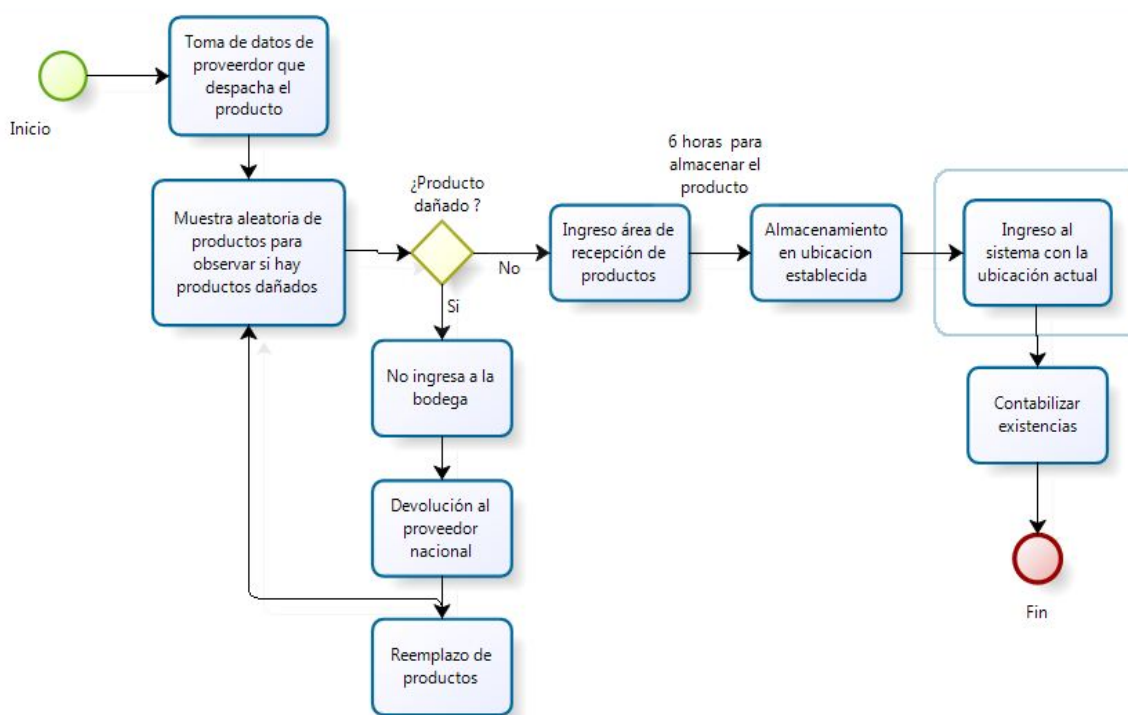 Inicio
Toma de datos de
proveerdor que
despacha el
producto
Muestra aleatoria de
productos para
observar si hay
productos dañados
¿Producto
dañado ?
No
Si
Ingreso área de
recepción de
productos
6 horas para
almacenar el
producto
Almacenamiento
en ubicacion
establecida
Ingreso al
sistema con la
ubicación actual
No ingresa a la
bodega
Contabilizar
existencias
Devolución al
proveedor
nacional
Fin
Reemplazo de
productos